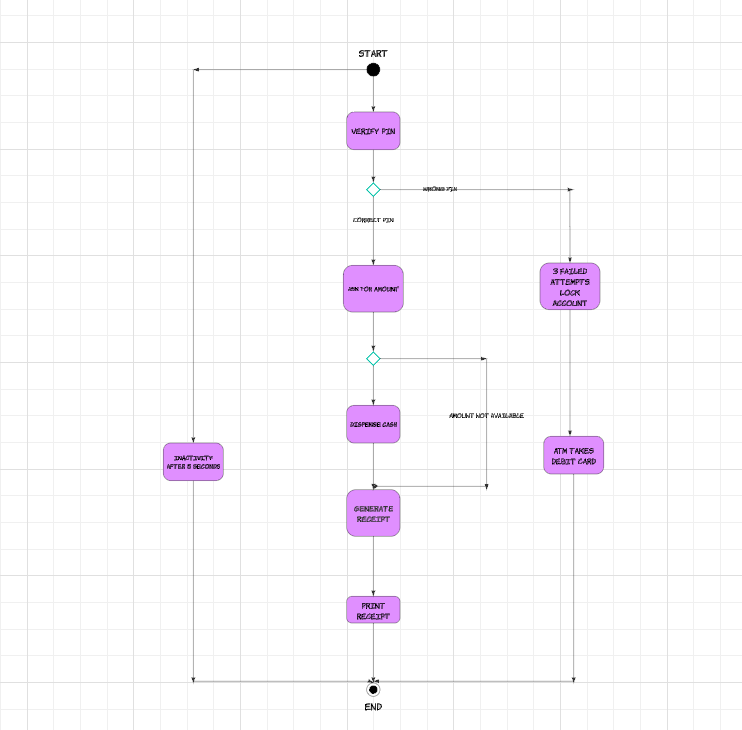 START
VERIFY PIN
WRONG PIN
CORRECT PIN
3 FAILED
ATTEMPTS
LOCK
ACCOUNT
ASK FOR AMOUNT
AMOUNT NOT AVAILABLE
DISPENSE CASH
INACTIVITY
AFTER 5 SECONDS
ATM TAKES
DEBIT CARD
GENERATE
RECEIPT
PRINT
RECEIPT
END